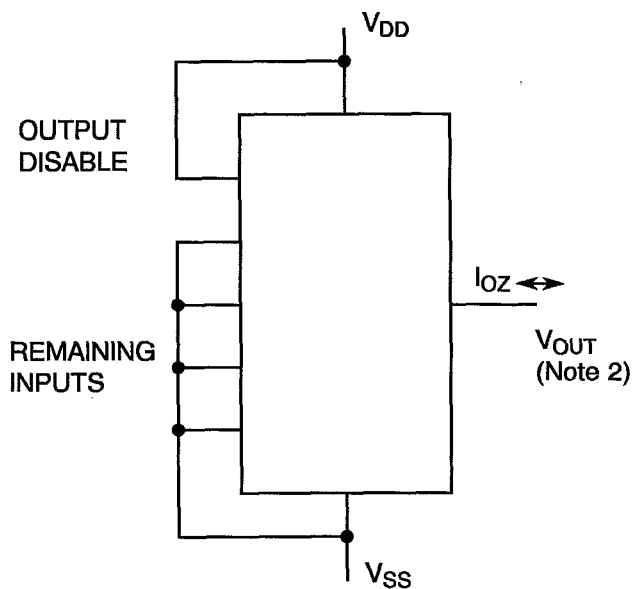 VDD
OUTPUT
DISABLE
IOZ
REMAINING
INPUTS
VOUT
(Note 2)
VSS